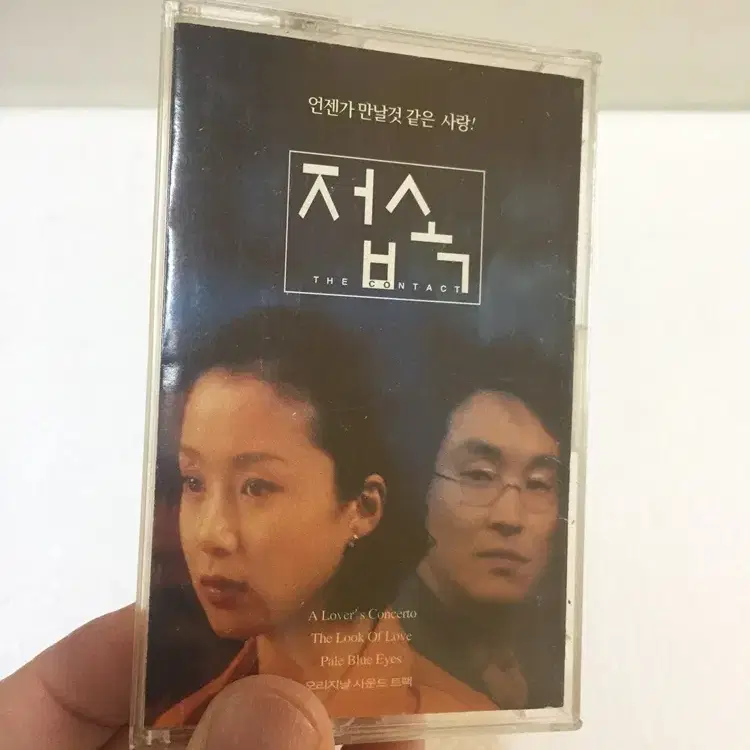 언젠가 만날것 같은 사랑!
접속
THE CONTACT
A Lover's Concerto
The Look Of Love
Pale Blue Eyes
오리지날 사운드 트랙